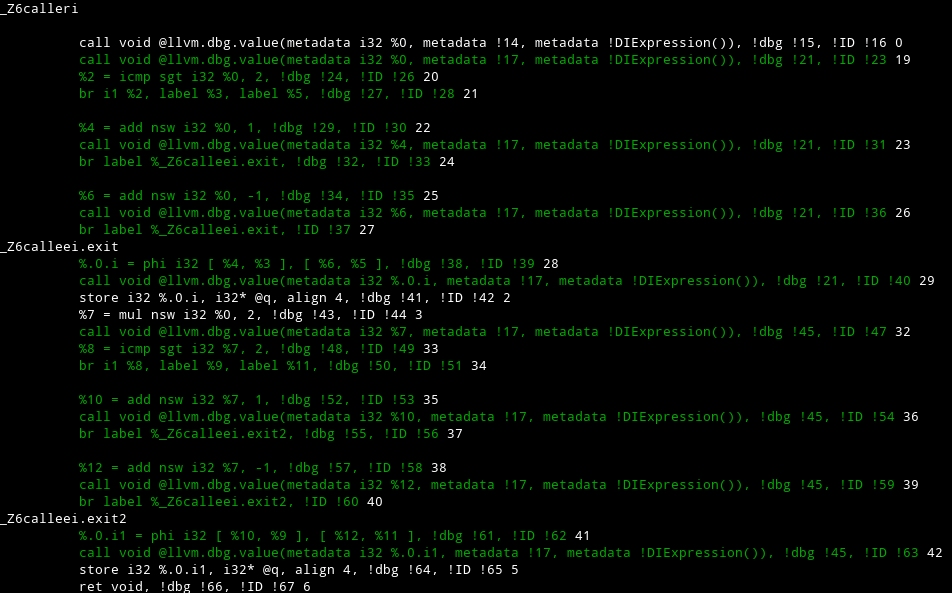 _Z6calleri
call void @llvm.dbg.value(metadata i32 %0, metadata !14, metadata !DIExpression()), !dbg !15, !ID !16 0
call void @llvm.dbg.value(metadata i32 %0, metadata !17, metadata !DIExpression()), !dbg !21, !ID !23 19
%2 = icmp sgt i32 %0, 2, !dbg !24, !ID !26 20
br i1 %2, label %3, label %5, !dbg !27, !ID !28 21
%4 = add nsw i32 %0, 1, !dbg !29, !ID !30 22
call void @llvm.dbg.value(metadata i32 %4, metadata !17, metadata !DIExpression()), !dbg !21, !ID !31 23
br label %_Z6calleei.exit, !dbg !32, !ID !33 24
%6 = add nsw i32 %0, -1, !dbg !34, !ID !35 25
call void @llvm.dbg.value(metadata i32 %6, metadata !17, metadata !DIExpression()), !dbg !21, !ID !36 26
br label %_Z6calleei.exit, !ID !37 27
_Z6calleei.exit
%.0.i = phi i32 [ %4, %3 ], [ %6, %5 ], !dbg !38, !ID !39 28
call void @llvm.dbg.value(metadata i32 %.0.i, metadata !17, metadata !DIExpression()), !dbg !21, !ID !40 29
store i32 %.0.i, i32* @q, align 4, !dbg !41, !ID !42 2
%7 = mul nsw i32 %0, 2, !dbg !43, !ID !44 3
call void @llvm.dbg.value(metadata i32 %7, metadata !17, metadata !DIExpression()), !dbg !45, !ID !47 32
%8 = icmp sgt i32 %7, 2, !dbg !48, !ID !49 33
br i1 %8, label %9, label %11, !dbg !50, !ID !51 34
%10 = add nsw i32 %7, 1, !dbg !52, !ID !53 35
call void @llvm.dbg.value(metadata i32 %10, metadata !17, metadata !DIExpression()), !dbg !45, !ID !54 36
br label %_Z6calleei.exit2, !dbg !55, !ID !56 37
%12 = add nsw i32 %7, -1, !dbg !57, !ID !58 38
call void @llvm.dbg.value(metadata i32 %12, metadata !17, metadata !DIExpression()), !dbg !45, !ID !59 39
br label %_Z6calleei.exit2, !ID !60 40
_Z6calleei.exit2
%.0.i1 = phi i32 [ %10, %9 ], [ %12, %11 ], !dbg !61, !ID !62 41
call void @llvm.dbg.value(metadata i32 %.0.i1, metadata !17, metadata !DIExpression()), !dbg !45, !ID !63 42
store i32 %.0.i1, i32* @q, align 4, !dbg !64, !ID !65 5
ret void, !dbg !66, !ID !67 6